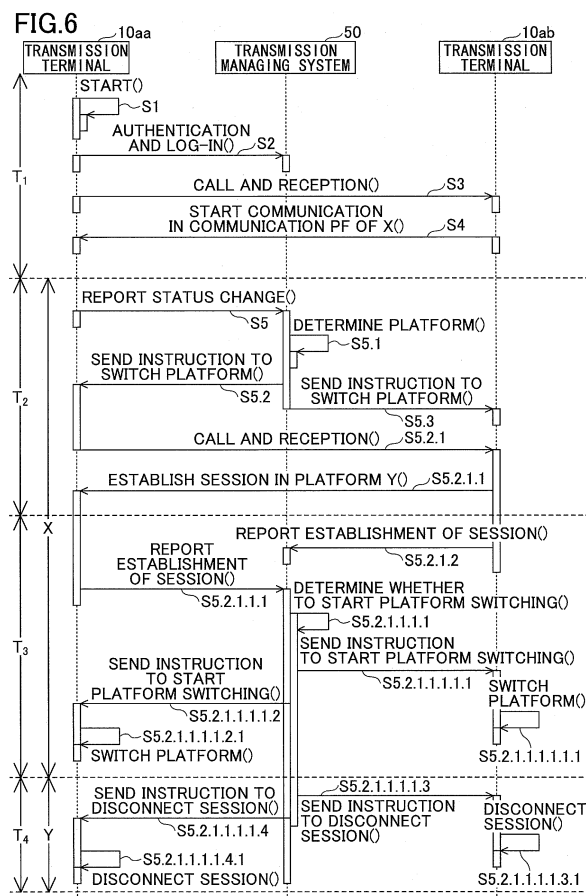 FIG.6
10aa
50
10ab
TRANSMISSION
TERMINAL
TRANSMISSION
MANAGING SYSTEM
TRANSMISSION
TERMINAL
START()
S1
AUTHENTICATION
AND LOG-IN()
S2
T1
CALL AND RECEPTION()
S3
START COMMUNICATION
IN COMMUNICATION PF OF X()
S4
REPORT STATUS CHANGE()
S5
DETERMINE PLATFORM()
S5.1
SEND INSTRUCTION TO
SWITCH PLATFORM()
S5.2
SEND INSTRUCTION TO
SWITCH PLATFORM()
S5.3
T2
CALL AND RECEPTION()
S5.2.1
ESTABLISH SESSION IN PLATFORM Y()
S5.2.1.1
X
REPORT ESTABLISHMENT OF SESSION()
S5.2.1.2
REPORT
ESTABLISHMENT
OF SESSION()
S5.2.1.1.1
DETERMINE WHETHER
TO START PLATFORM SWITCHING()
S5.2.1.1.1.1
T3
SEND INSTRUCTION
TO START PLATFORM SWITCHING()
S5.2.1.1.1.1.1
SEND INSTRUCTION
TO START
PLATFORM SWITCHING()
S5.2.1.1.1.1.2
SWITCH
PLATFORM()
S5.2.1.1.1.1.1.1
S5.2.1.1.1.1.2.1
SWITCH PLATFORM()
S5.2.1.1.1.1.3
SEND INSTRUCTION TO
DISCONNECT SESSION()
S5.2.1.1.1.1.4
SEND INSTRUCTION
TO DISCONNECT
SESSION()
DISCONNECT
SESSION()
T4
Y
S5.2.1.1.1.1.4.1
DISCONNECT SESSION()
S5.2.1.1.1.1.3.1